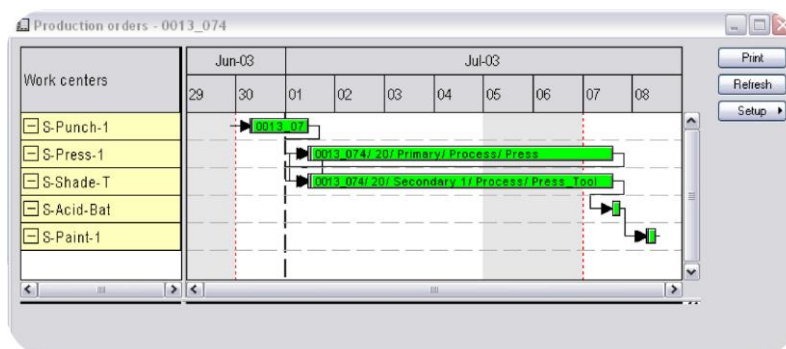 Production orders - 0013_074
Work centers
Jun-03 Jul-03
29 30 01 02 03 04 05 06 07 08
Print
Refresh
Setup
S-Punch-1
0013_07
S-Press-1
0013_074/ 20/ Primary/ Process/ Press
S-Shade-T
0013_074/ 20/ Secondary 1/ Process/ Press_Tool
S-Acid-Bat
S-Paint-1